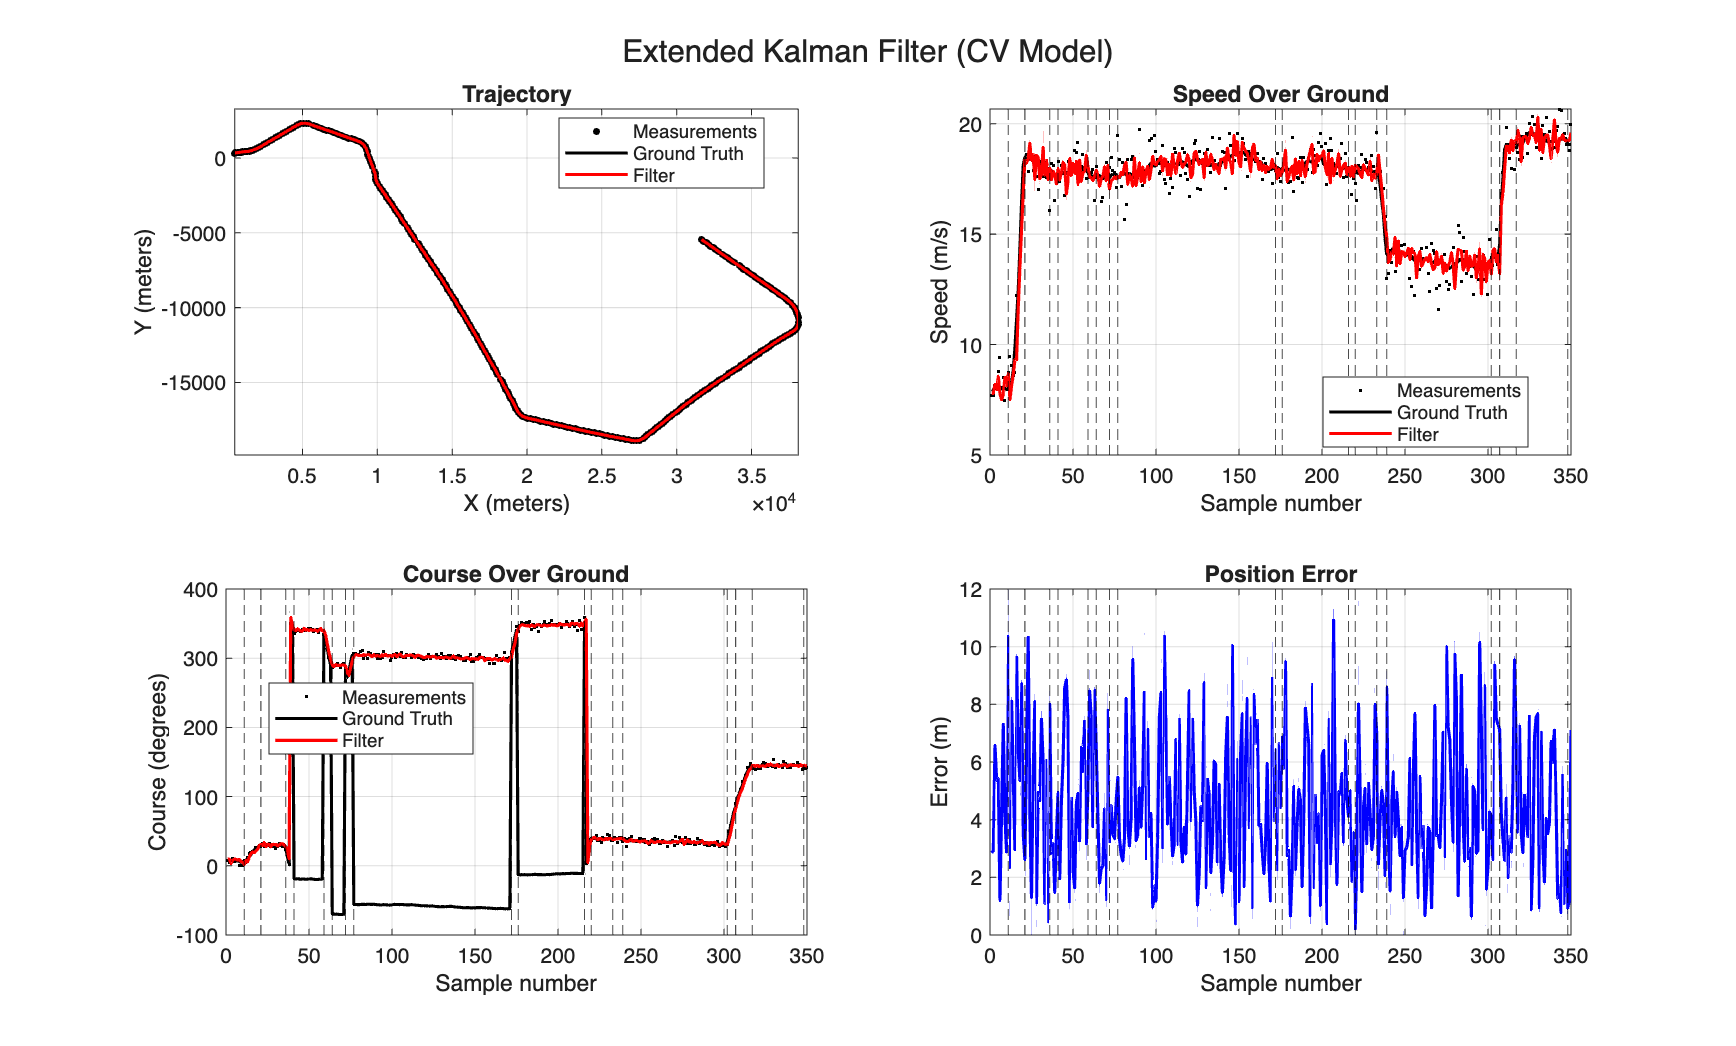 Extended Kalman Filter (CV Model)
Trajectory
Measurements
Ground Truth
Filter
0
-5000
-10000
-15000
Y (meters)
0.5
1
1.5
2
2.5
3
3.5
×10⁴
X (meters)
Speed Over Ground
20
15
10
5
Speed (m/s)
Measurements
Ground Truth
Filter
0
50
100
150
200
250
300
350
Sample number
Course Over Ground
400
300
200
100
0
-100
Course (degrees)
Measurements
Ground Truth
Filter
0
50
100
150
200
250
300
350
Sample number
Position Error
12
10
8
6
4
2
0
Error (m)
0
50
100
150
200
250
300
350
Sample number